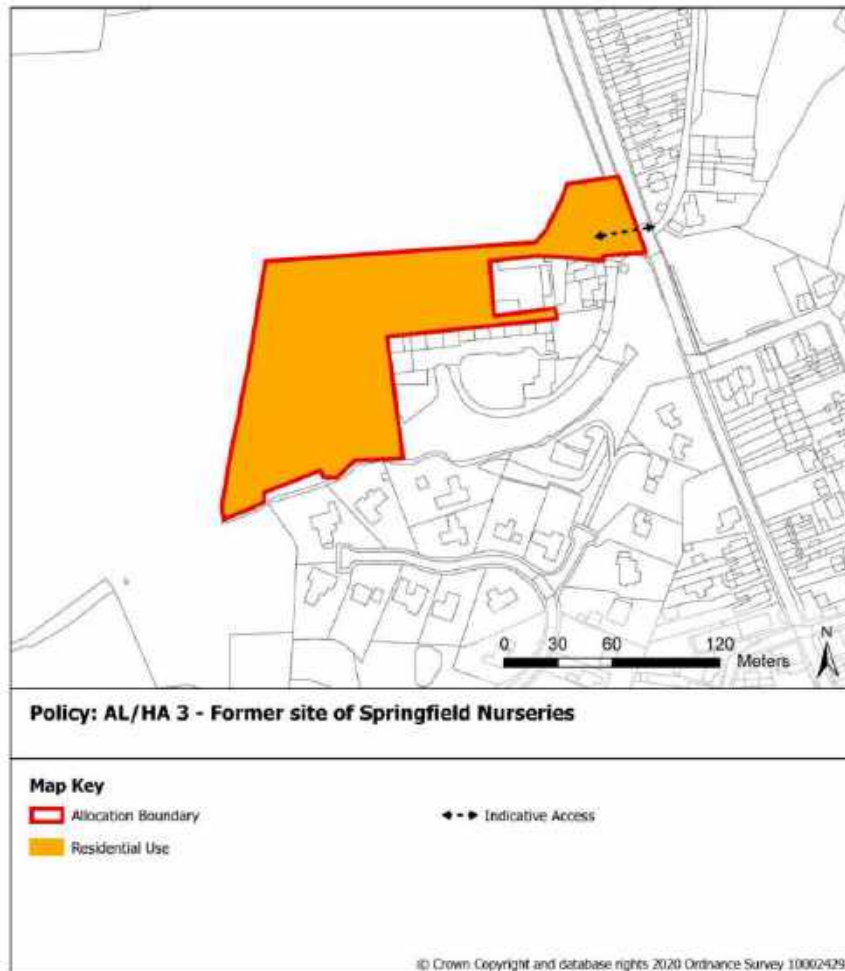 N
0 30 60 120
Meters
Policy: AL/HA 3 - Former site of Springfield Nurseries
Map Key
Allocation Boundary
Indicative Access
Residential Use
© Crown Copyright and database rights 2020 Ordnance Survey 10002429